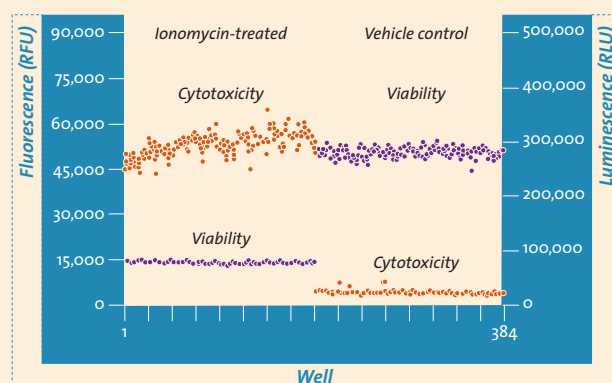 Fluorescence (RFU)
90,000
75,000
60,000
45,000
30,000
15,000
0
Ionomycin-treated
Vehicle control
Cytotoxicity
Viability
Viability
Cytotoxicity
500,000
400,000
300,000
200,000
100,000
0
Luminescence (RLU)
1
384
Well